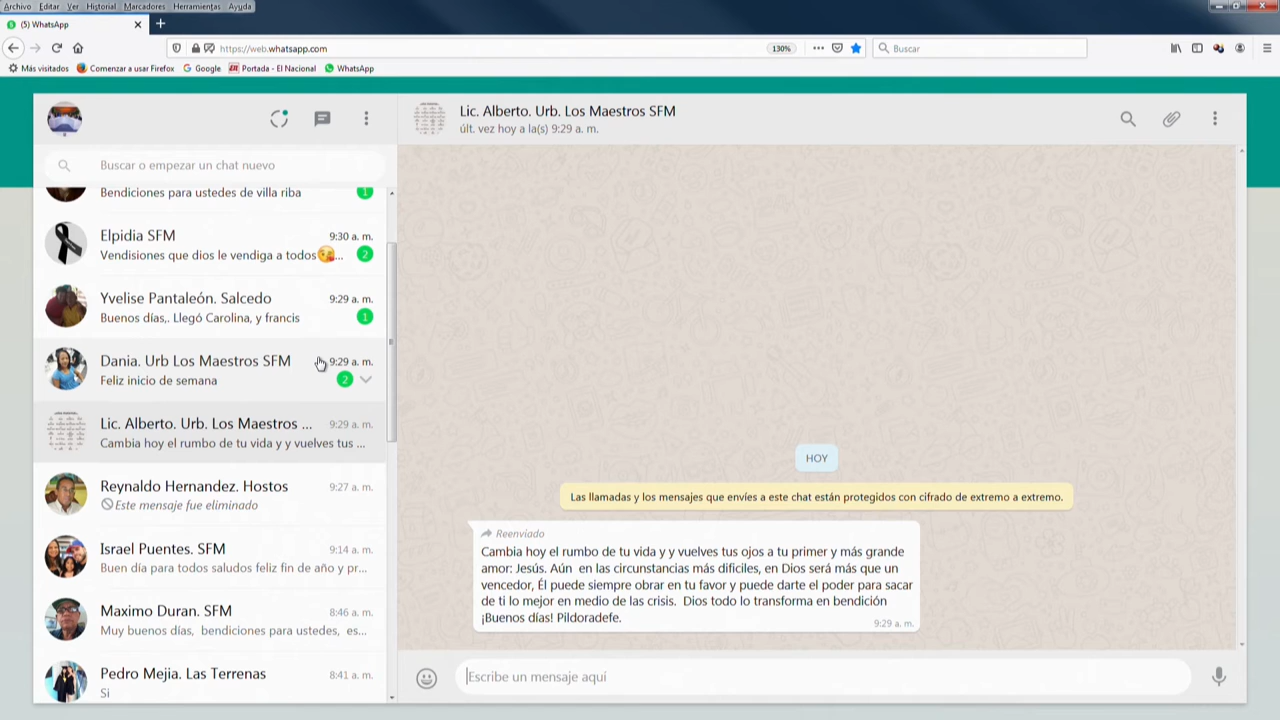 Archivo Editar Ver Historial Marcadores Herramientas Ayuda
(5) WhatsApp
https://web.whatsapp.com
130%
Buscar
Más visitados
Comenzar a usar Firefox
Google
Portada - El Nacional
WhatsApp
Buscar o empezar un chat nuevo
Bendiciones para ustedes de villa riba
1
Elpidia SFM
9:30 a. m.
Vendisiones que dios le vendiga a todos😘...
2
Yvelise Pantaleón. Salcedo
9:29 a. m.
Buenos días,. Llegó Carolina, y francis
1
Dania. Urb Los Maestros SFM
9:29 a. m.
Feliz inicio de semana
2
Lic. Alberto. Urb. Los Maestros ...
9:29 a. m.
Cambia hoy el rumbo de tu vida y y vuelves tus ...
Reynaldo Hernandez. Hostos
9:27 a. m.
Este mensaje fue eliminado
Israel Puentes. SFM
9:14 a. m.
Buen día para todos saludos feliz fin de año y pr...
Maximo Duran. SFM
8:46 a. m.
Muy buenos días, bendiciones para ustedes, es...
Pedro Mejia. Las Terrenas
8:41 a. m.
Si
Lic. Alberto. Urb. Los Maestros SFM
últ. vez hoy a la(s) 9:29 a. m.
HOY
Las llamadas y los mensajes que envíes a este chat están protegidos con cifrado de extremo a extremo.
Reenviado
Cambia hoy el rumbo de tu vida y y vuelves tus ojos a tu primer y más grande
amor: Jesús. Aún en las circunstancias más dificiles, en Dios será más que un
vencedor, Él puede siempre obrar en tu favor y puede darte el poder para sacar
de ti lo mejor en medio de las crisis. Dios todo lo transforma en bendición
¡Buenos días! Pildoradefe.
9:29 a. m.
Escribe un mensaje aquí